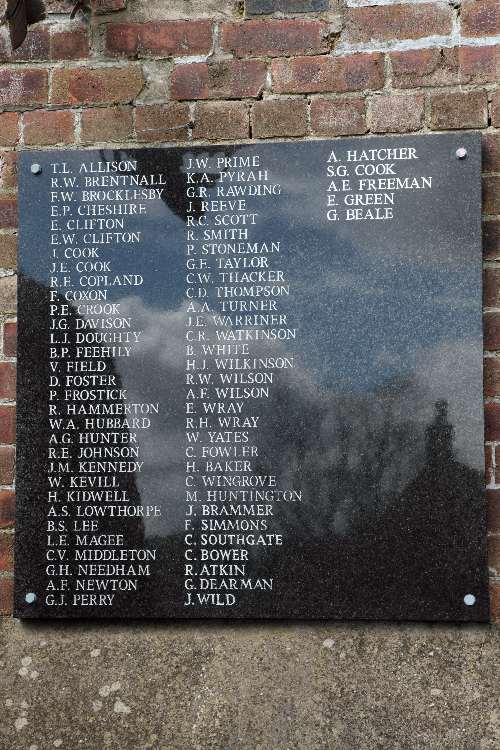 T.L. ALLISON
R.W. BRENTNALL
F.W. BROCKLESBY
E.P. CHESHIRE
E. CLIFTON
E.W. CLIFTON
J. COOK
J.E. COOK
R.E. COPLAND
F. COXON
P.E. CROOK
J.G. DAVISON
L.J. DOUGHTY
B.P. FEEHILY
V. FIELD
D. FOSTER
P. FROSTICK
R. HAMMERTON
W.A. HUBBARD
A.G. HUNTER
R.E. JOHNSON
J.M. KENNEDY
W. KEVILL
H. KIDWELL
A.S. LOWTHORPE
B.S. LEE
L.E. MAGEE
C.V. MIDDLETON
G.H. NEEDHAM
A.F. NEWTON
G.J. PERRY
J.W. PRIME
K.A. PYRAH
G.R. RAWDING
J. REEVE
R.C. SCOTT
R. SMITH
P. STONEMAN
G.E. TAYLOR
C.W. THACKER
C.D. THOMPSON
A.A. TURNER
J.E. WARRINER
C.R. WATKINSON
B. WHITE
H.J. WILKINSON
R.W. WILSON
A.F. WILSON
E. WRAY
R.H. WRAY
W. YATES
C. FOWLER
H. BAKER
C. WINGROVE
M. HUNTINGTON
J. BRAMMER
F. SIMMONS
C. SOUTHGATE
C. BOWER
R. ATKIN
G. DEARMAN
J. WILD
A. HATCHER
S.G. COOK
A.E. FREEMAN
E. GREEN
G. BEALE